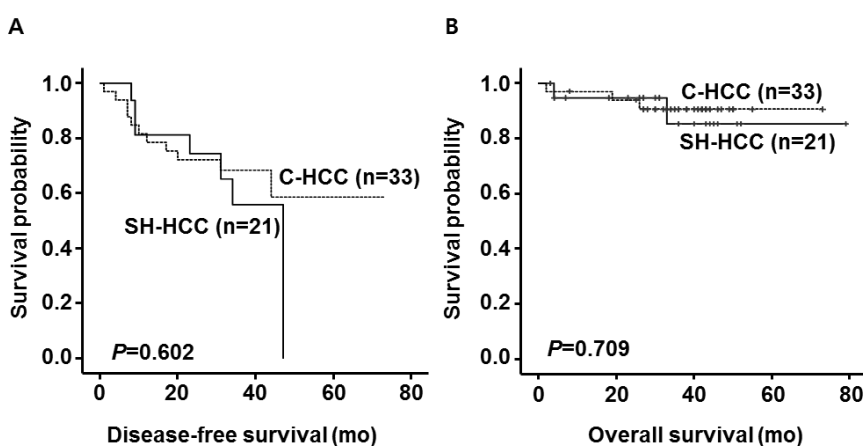 A
Survival probability
1.0
0.8
0.6
0.4
0.2
0.0
C-HCC (n=33)
SH-HCC (n=21)
P=0.602
0 20 40 60 80
Disease-free survival (mo)
B
Survival probability
1.0
0.8
0.6
0.4
0.2
0.0
C-HCC (n=33)
SH-HCC (n=21)
P=0.709
0 20 40 60 80
Overall survival (mo)